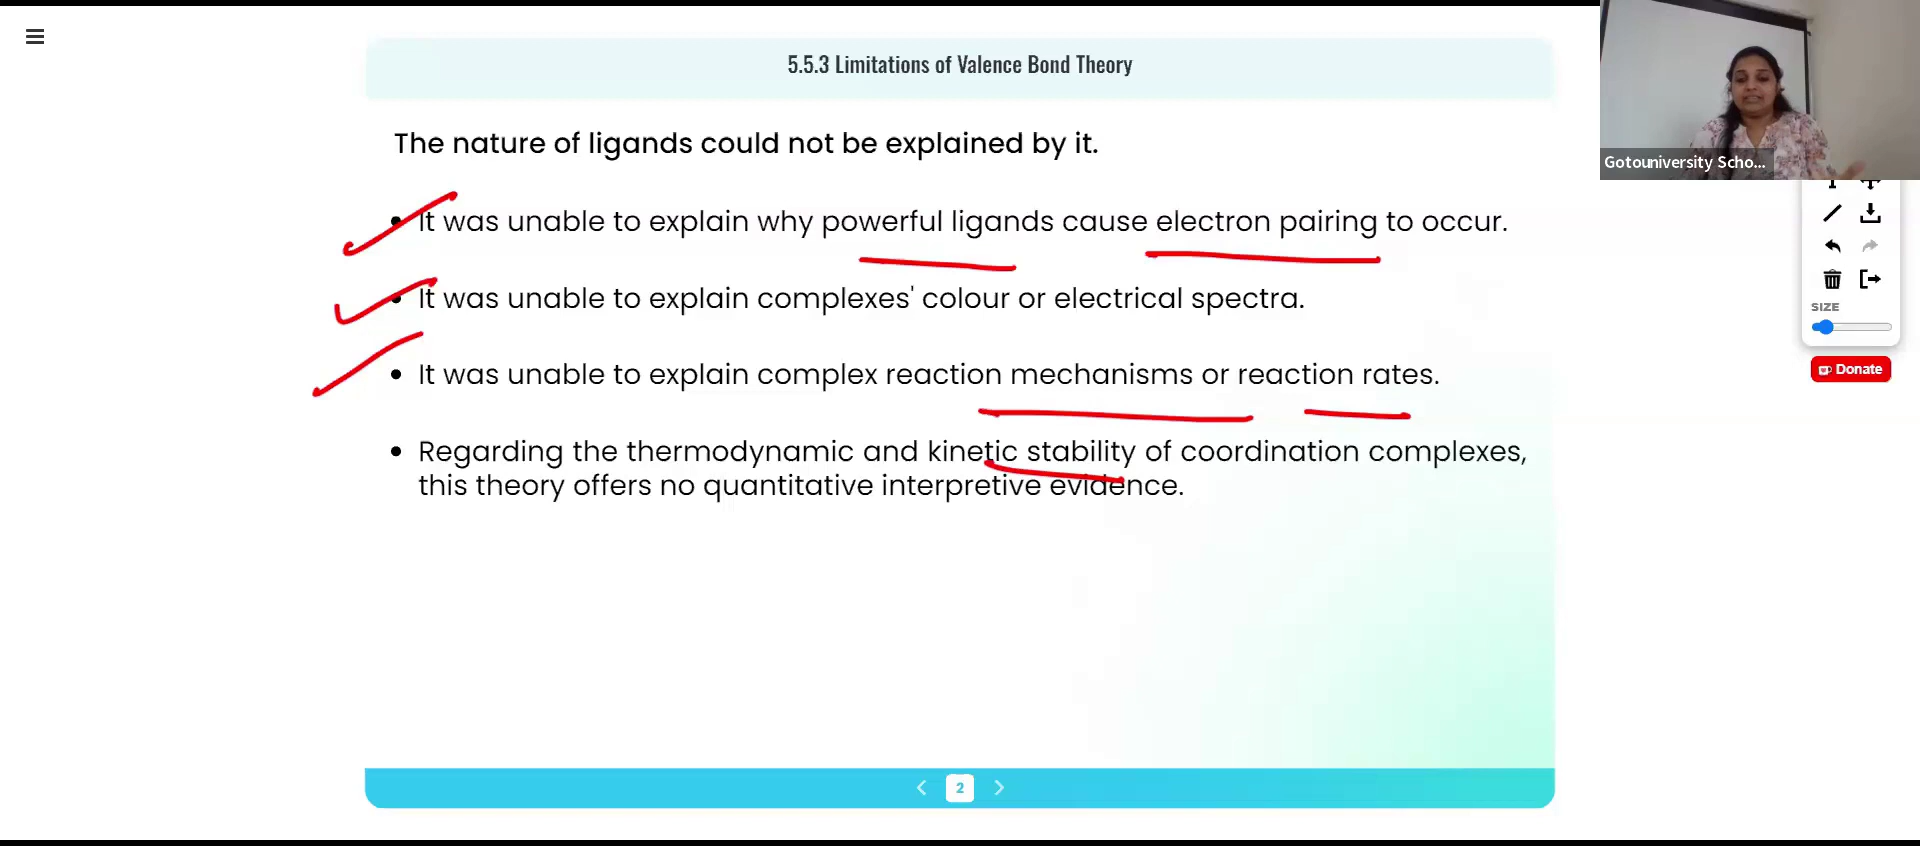 5.5.3 Limitations of Valence Bond Theory
The nature of ligands could not be explained by it.
• It was unable to explain why powerful ligands cause electron pairing to occur.
• It was unable to explain complexes' colour or electrical spectra.
• It was unable to explain complex reaction mechanisms or reaction rates.
• Regarding the thermodynamic and kinetic stability of coordination complexes,
this theory offers no quantitative interpretive evidence.
Gotouniversity Scho...
SIZE
Donate
2